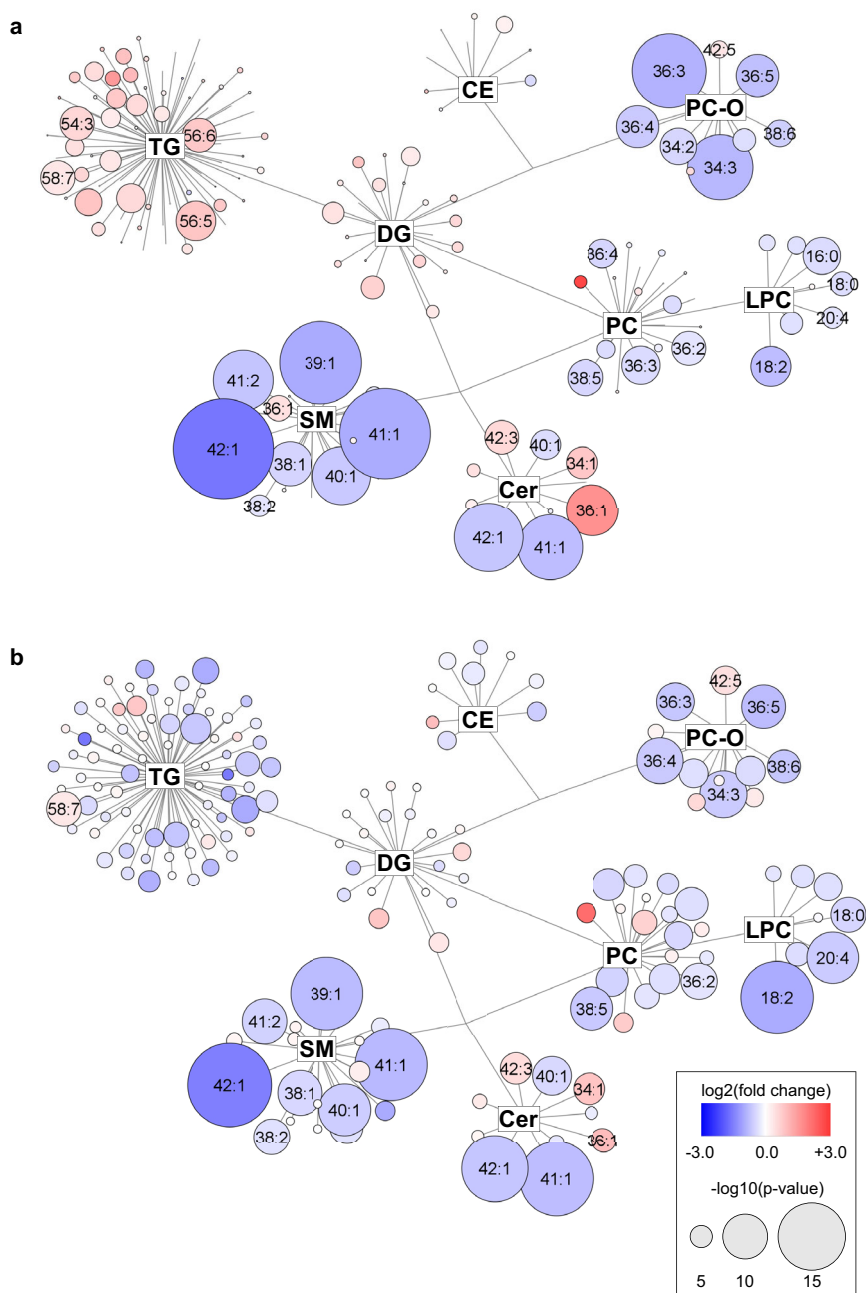 a
CE
42:5
36:3
36:5
PC-O
54:3
56:6
TG
36:4
34:2
38:6
34:3
58:7
56:5
DG
36:4
16:0
18:0
LPC
PC
20:4
36:2
36:3
38:5
18:2
39:1
41:2
36:1
SM
41:1
42:1
38:1
40:1
38:2
42:3
40:1
34:1
Cer
36:1
42:1
41:1
b
CE
42:5
36:3
36:5
PC-O
36:4
38:6
34:3
TG
58:7
DG
18:0
LPC
PC
20:4
36:2
38:5
18:2
39:1
41:2
SM
41:1
42:1
38:1
40:1
38:2
42:3
40:1
34:1
Cer
36:1
42:1
41:1
log2(fold change)
-3.0 0.0 +3.0
-log10(p-value)
5 10 15